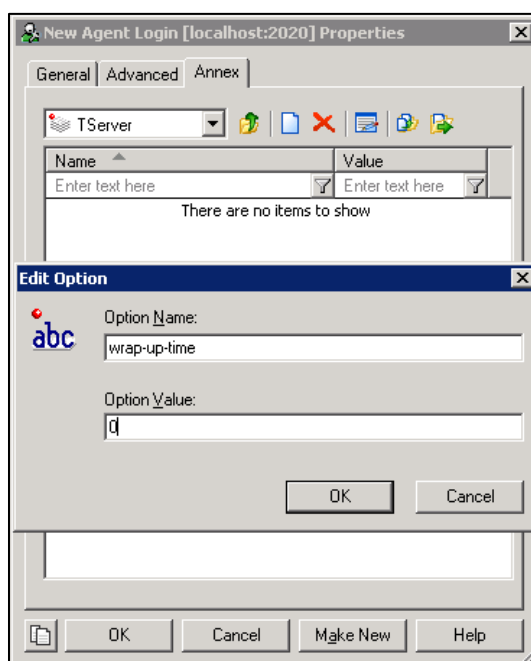 New Agent Login [localhost:2020] Properties
General Advanced Annex
TServer
Name Value
Enter text here Enter text here
There are no items to show
Edit Option
abc
Option Name:
wrap-up-time
Option Value:
0
OK Cancel
OK Cancel Make New Help